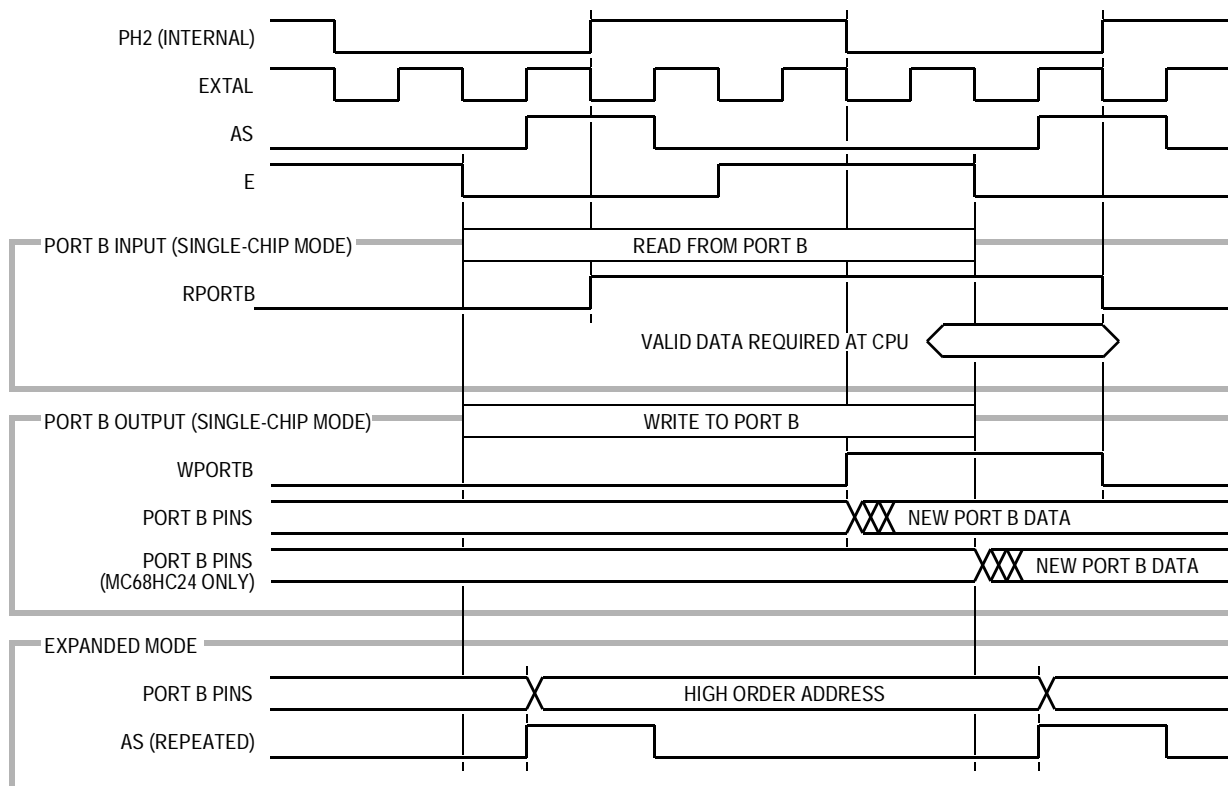 PH2 (INTERNAL)
EXTAL
AS
E
PORT B INPUT (SINGLE-CHIP MODE)
READ FROM PORT B
RPORTB
VALID DATA REQUIRED AT CPU
PORT B OUTPUT (SINGLE-CHIP MODE)
WRITE TO PORT B
WPORTB
PORT B PINS
NEW PORT B DATA
PORT B PINS
(MC68HC24 ONLY)
NEW PORT B DATA
EXPANDED MODE
PORT B PINS
HIGH ORDER ADDRESS
AS (REPEATED)